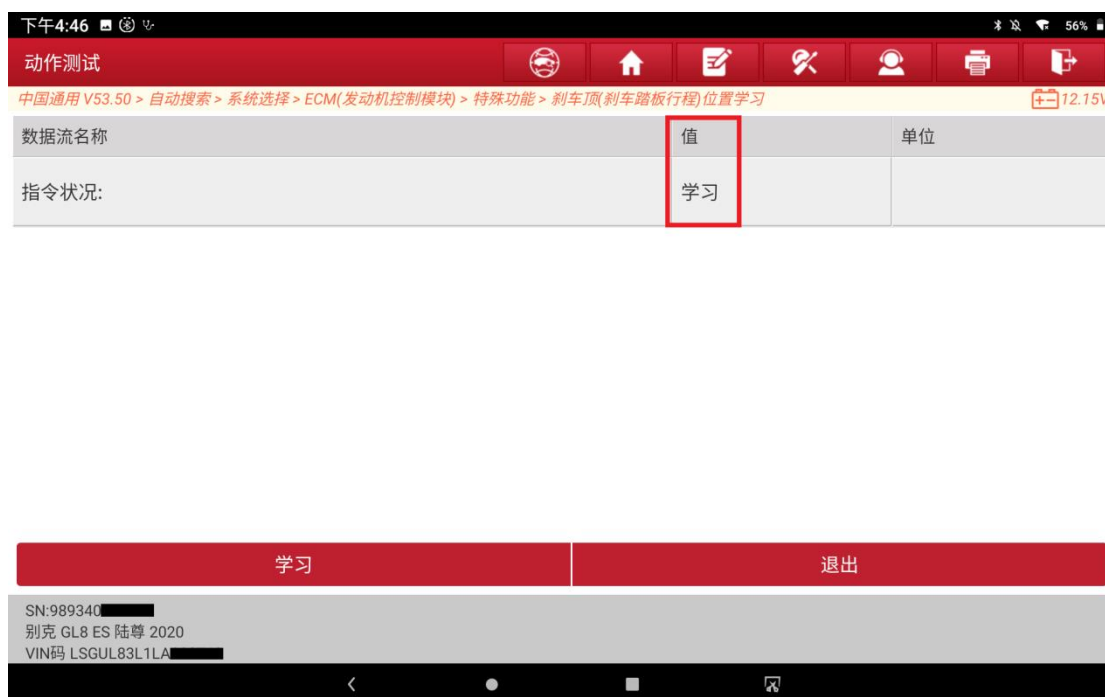 下午4:46 56%
动作测试
中国通用 V53.50 > 自动搜索 > 系统选择 > ECM(发动机控制模块) > 特殊功能 > 刹车顶(刹车踏板行程)位置学习 12.15V
数据流名称 值 单位
指令状况: 学习
学习 退出
SN:989340
别克 GL8 ES 陆尊 2020
VIN码 LSGUL83L1LA